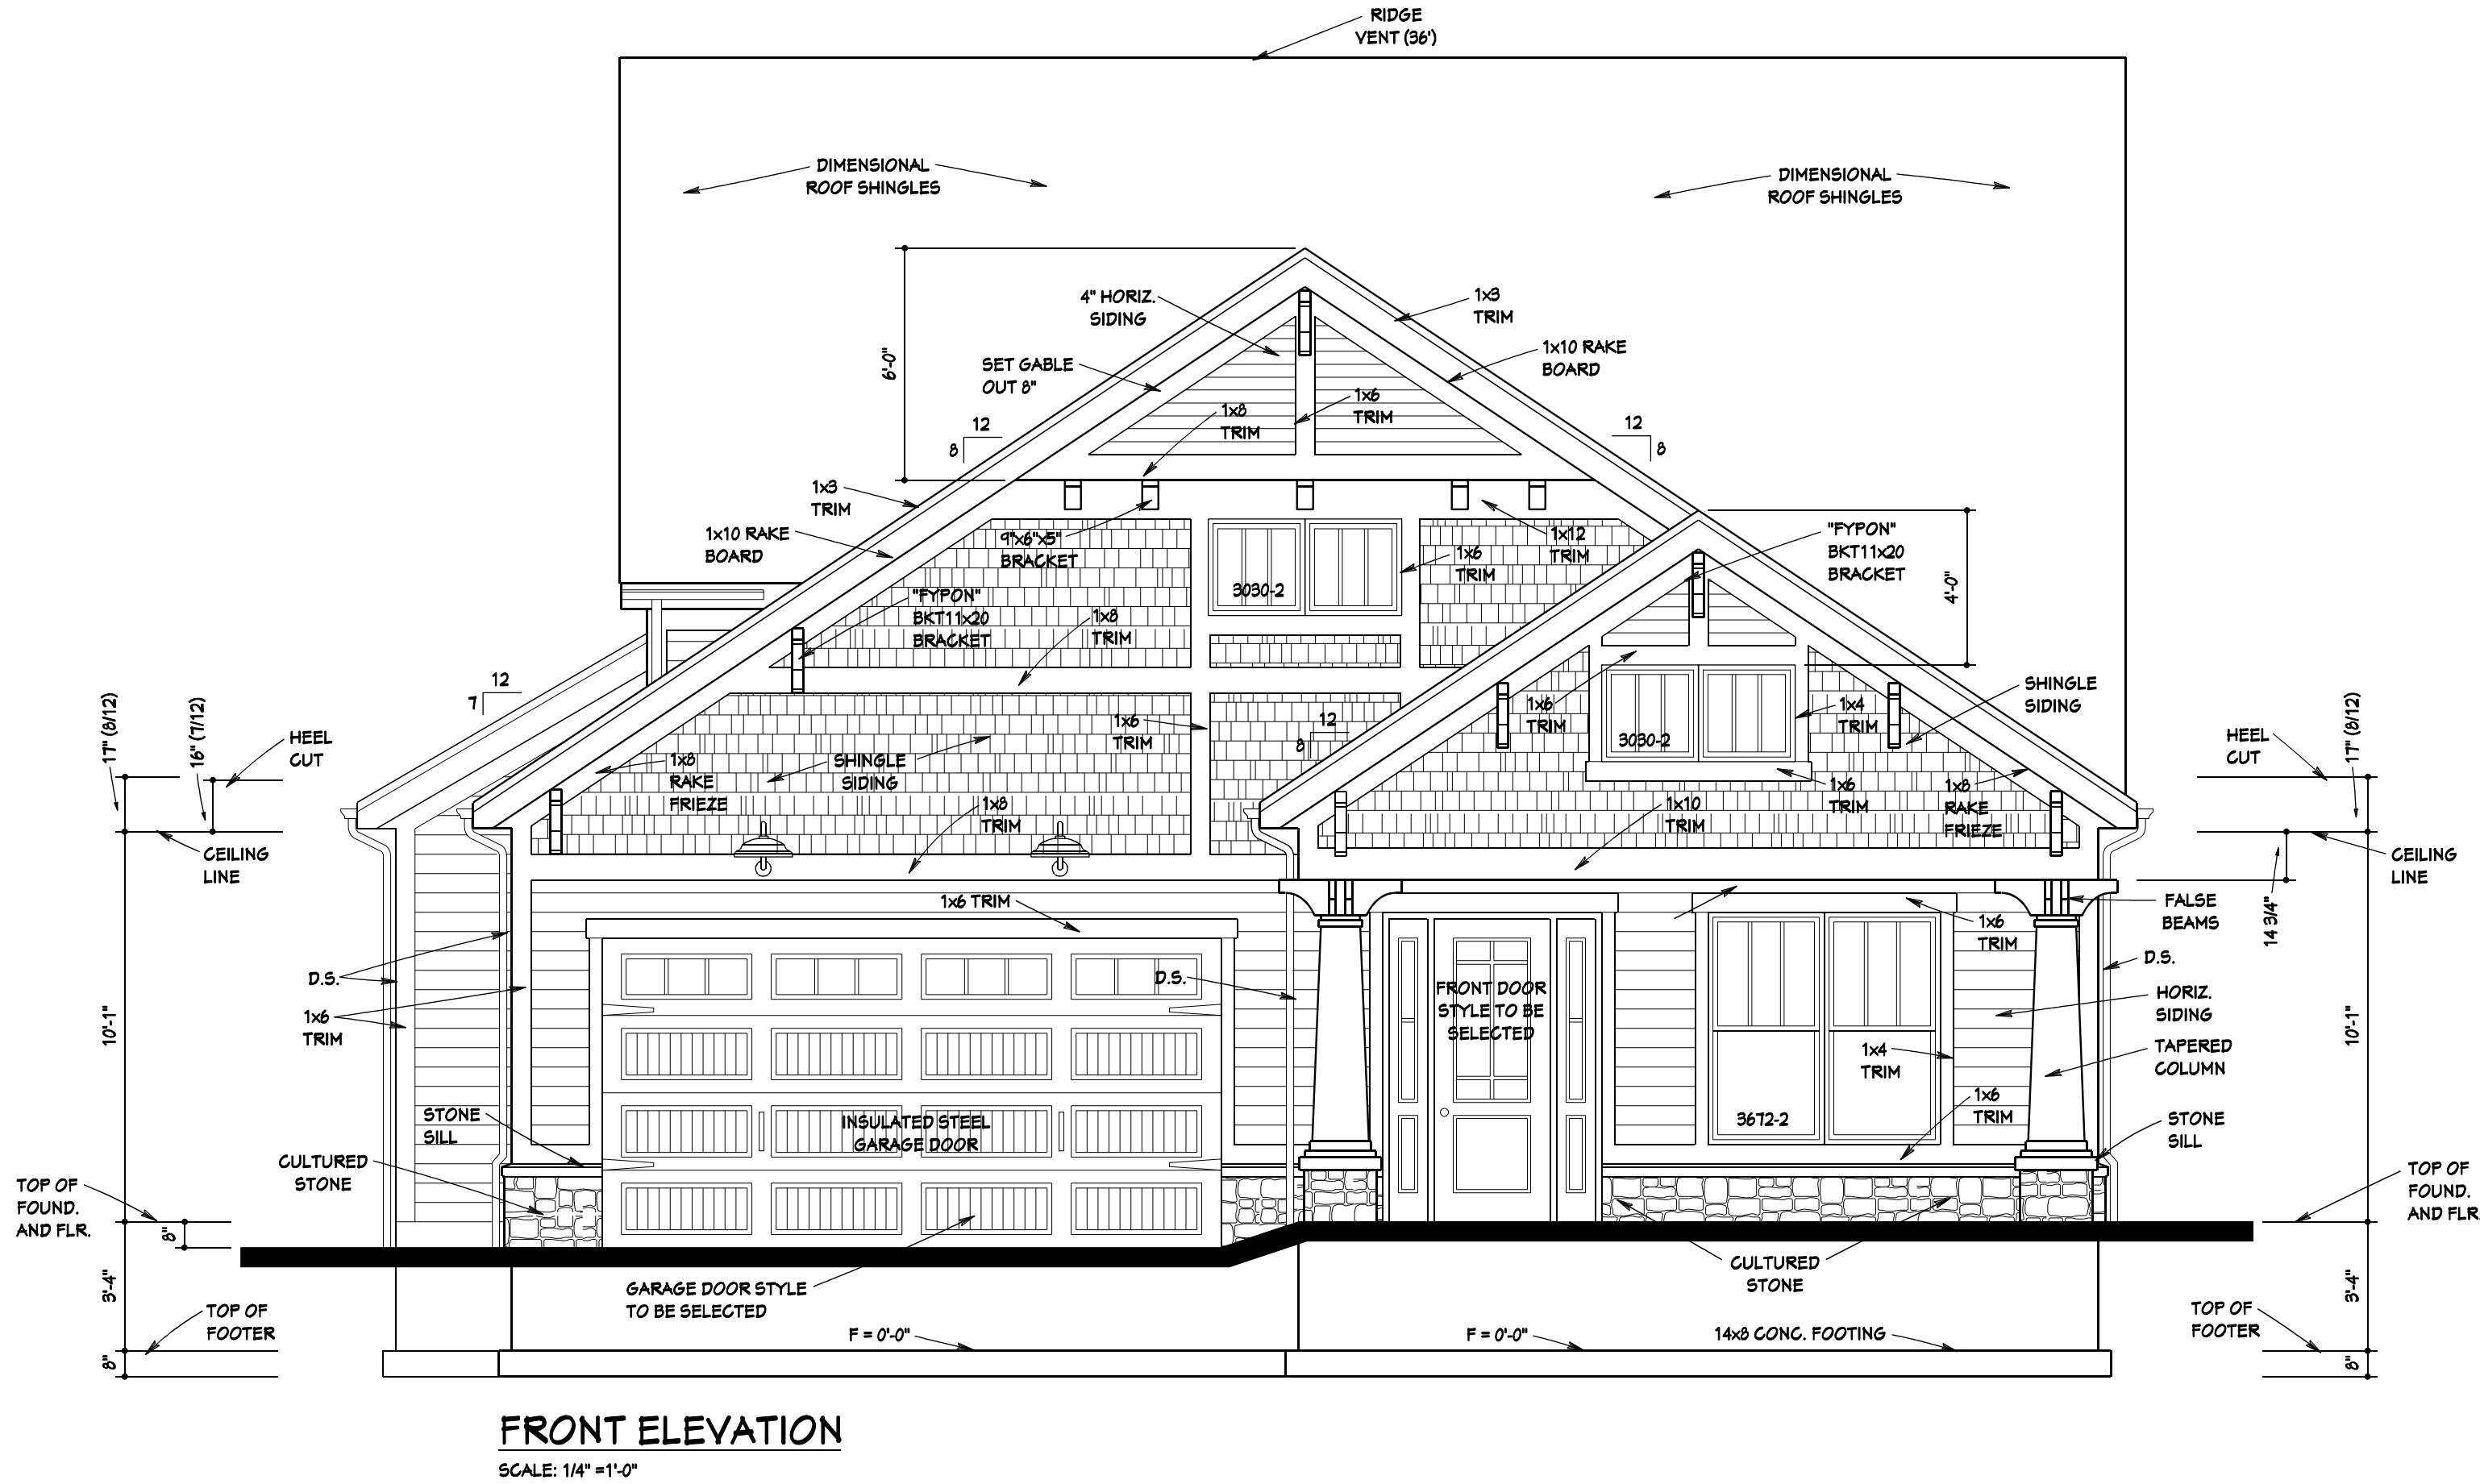 RIDGE
VENT (36')
DIMENSIONAL
ROOF SHINGLES
DIMENSIONAL
ROOF SHINGLES
4" HORIZ.
SIDING
1x3
TRIM
6'-0"
SET GABLE
OUT 8"
1x10 RAKE
BOARD
1x8
TRIM
1x6
TRIM
12
8
12
8
1x3
TRIM
1x10 RAKE
BOARD
9"x6"x5"
BRACKET
1x12
TRIM
1x6
TRIM
"FYPON"
BKT11x20
BRACKET
4'-0"
3030-2
"FYPON"
BKT11x20
BRACKET
1x8
TRIM
12
7
17" (8/12)
16" (7/12)
HEEL
CUT
1x6
TRIM
12
8
1x6
TRIM
3030-2
1x4
TRIM
SHINGLE
SIDING
HEEL
CUT
17" (8/12)
1x8
RAKE
FRIEZE
SHINGLE
SIDING
1x8
TRIM
1x10
TRIM
1x6
TRIM
1x8
RAKE
FRIEZE
CEILING
LINE
CEILING
LINE
1x6 TRIM
1x6
TRIM
FALSE
BEAMS
14 3/4"
D.S.
D.S.
D.S.
FRONT DOOR
STYLE TO BE
SELECTED
HORIZ.
SIDING
10'-1"
1x6
TRIM
1x4
TRIM
TAPERED
COLUMN
10'-1"
STONE
SILL
INSULATED STEEL
GARAGE DOOR
3672-2
1x6
TRIM
STONE
SILL
CULTURED
STONE
TOP OF
FOUND.
AND FLR.
8"
TOP OF
FOUND.
AND FLR.
3'-4"
GARAGE DOOR STYLE
TO BE SELECTED
CULTURED
STONE
3'-4"
TOP OF
FOOTER
F = 0'-0"
F = 0'-0"
14x8 CONC. FOOTING
TOP OF
FOOTER
8"
8"
FRONT ELEVATION
SCALE: 1/4" =1'-0"